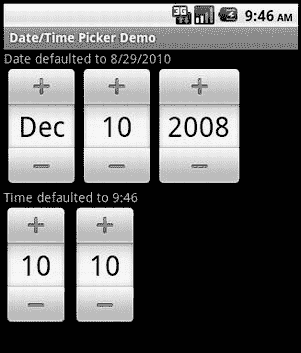 3G 9:46 AM
Date/Time Picker Demo
Date defaulted to 8/29/2010
+ + +
Dec 10 2008
- - -
Time defaulted to 9:46
+ +
10 10
- -